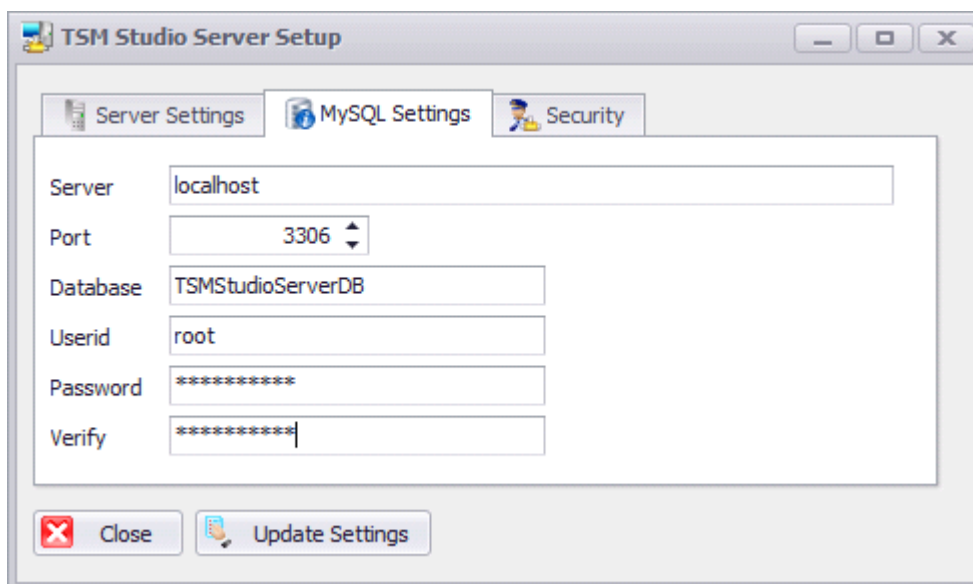 TSM Studio Server Setup
Server Settings MySQL Settings Security
Server localhost
Port 3306
Database TSMStudioServerDB
Userid root
Password **********
Verify **********
Close Update Settings